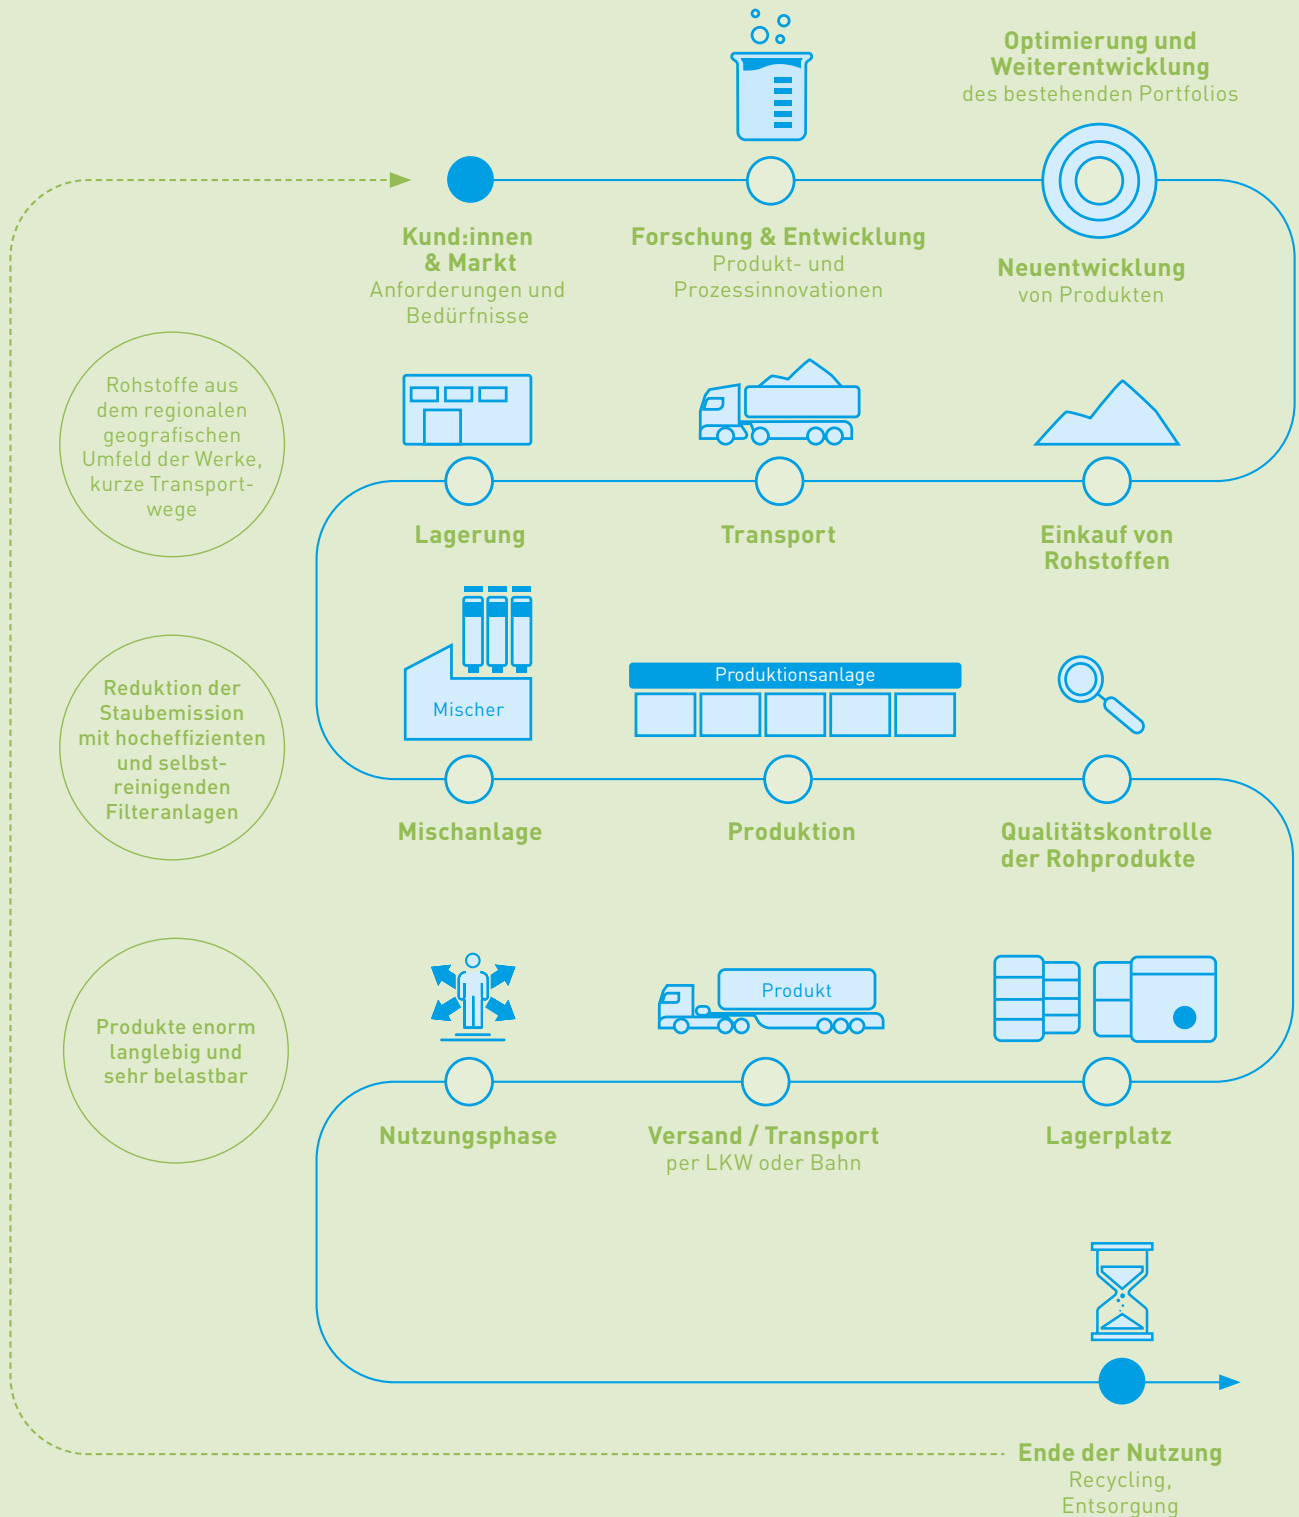 Optimierung und
Weiterentwicklung
des bestehenden Portfolios
Kund:innen
& Markt
Anforderungen und
Bedürfnisse
Forschung & Entwicklung
Produkt- und
Prozessinnovationen
Neuentwicklung
von Produkten
Rohstoffe aus
dem regionalen
geografischen
Umfeld der Werke,
kurze Transport-
wege
Lagerung
Transport
Einkauf von
Rohstoffen
Reduktion der
Staubemission
mit hocheffizienten
und selbst-
reinigenden
Filteranlagen
Mischer
Produktionsanlage
Mischanlage
Produktion
Qualitätskontrolle
der Rohprodukte
Produkte enorm
langlebig und
sehr belastbar
Produkt
Nutzungsphase
Versand / Transport
per LKW oder Bahn
Lagerplatz
Ende der Nutzung
Recycling,
Entsorgung